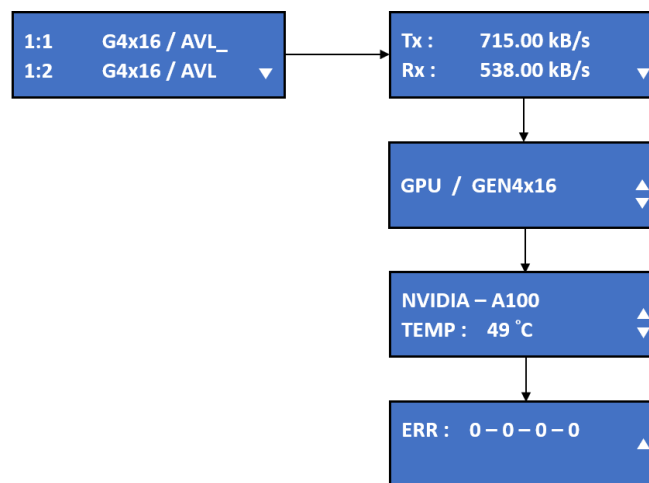 1:1 G4x16 / AVL_
1:2 G4x16 / AVL
Tx : 715.00 kB/s
Rx : 538.00 kB/s
GPU / GEN4x16
NVIDIA – A100
TEMP : 49 °C
ERR : 0 – 0 – 0 – 0